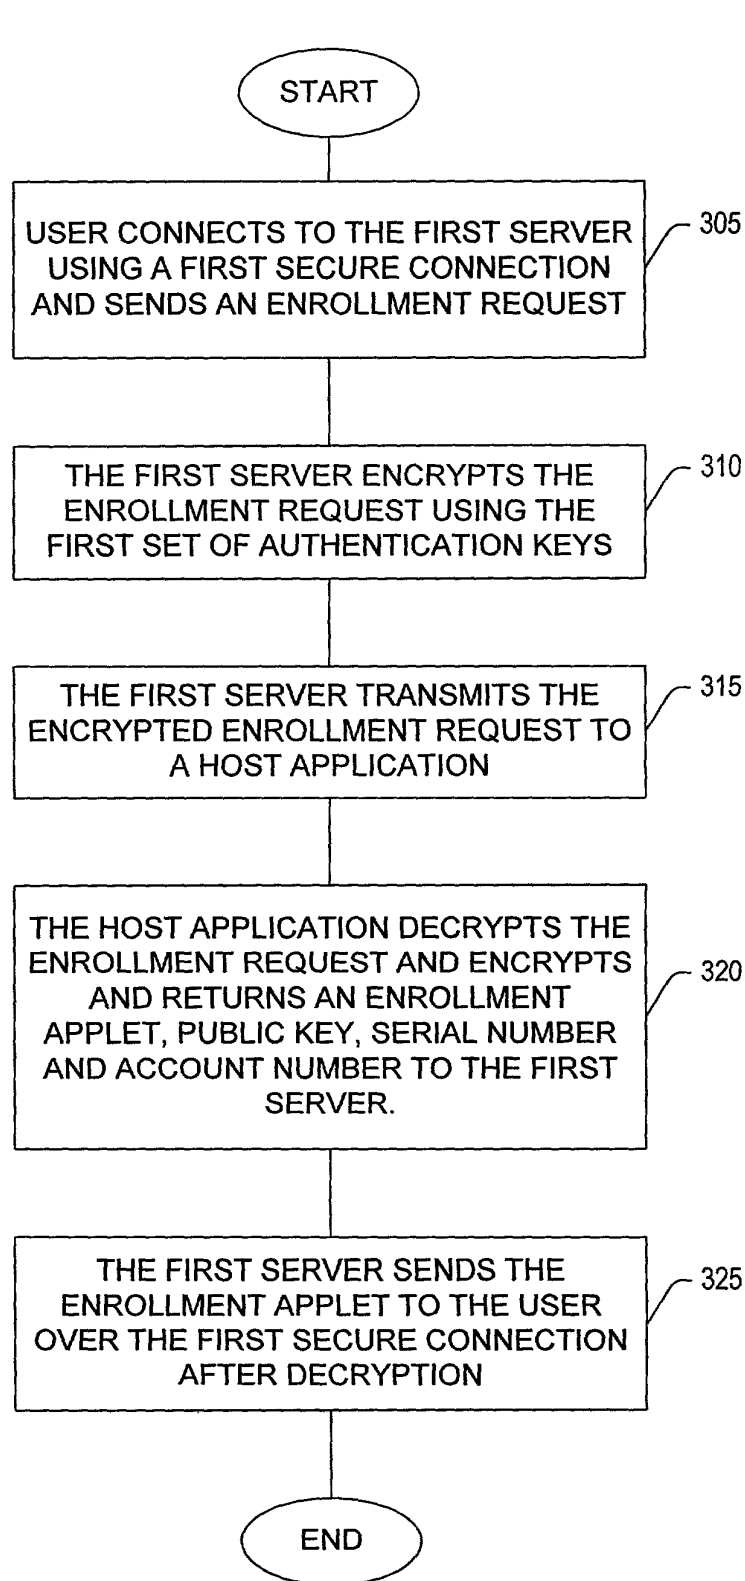 START
USER CONNECTS TO THE FIRST SERVER
USING A FIRST SECURE CONNECTION
AND SENDS AN ENROLLMENT REQUEST
305
THE FIRST SERVER ENCRYPTS THE
ENROLLMENT REQUEST USING THE
FIRST SET OF AUTHENTICATION KEYS
310
THE FIRST SERVER TRANSMITS THE
ENCRYPTED ENROLLMENT REQUEST TO
A HOST APPLICATION
315
THE HOST APPLICATION DECRYPTS THE
ENROLLMENT REQUEST AND ENCRYPTS
AND RETURNS AN ENROLLMENT
APPLET, PUBLIC KEY, SERIAL NUMBER
AND ACCOUNT NUMBER TO THE FIRST
SERVER.
320
THE FIRST SERVER SENDS THE
ENROLLMENT APPLET TO THE USER
OVER THE FIRST SECURE CONNECTION
AFTER DECRYPTION
325
END